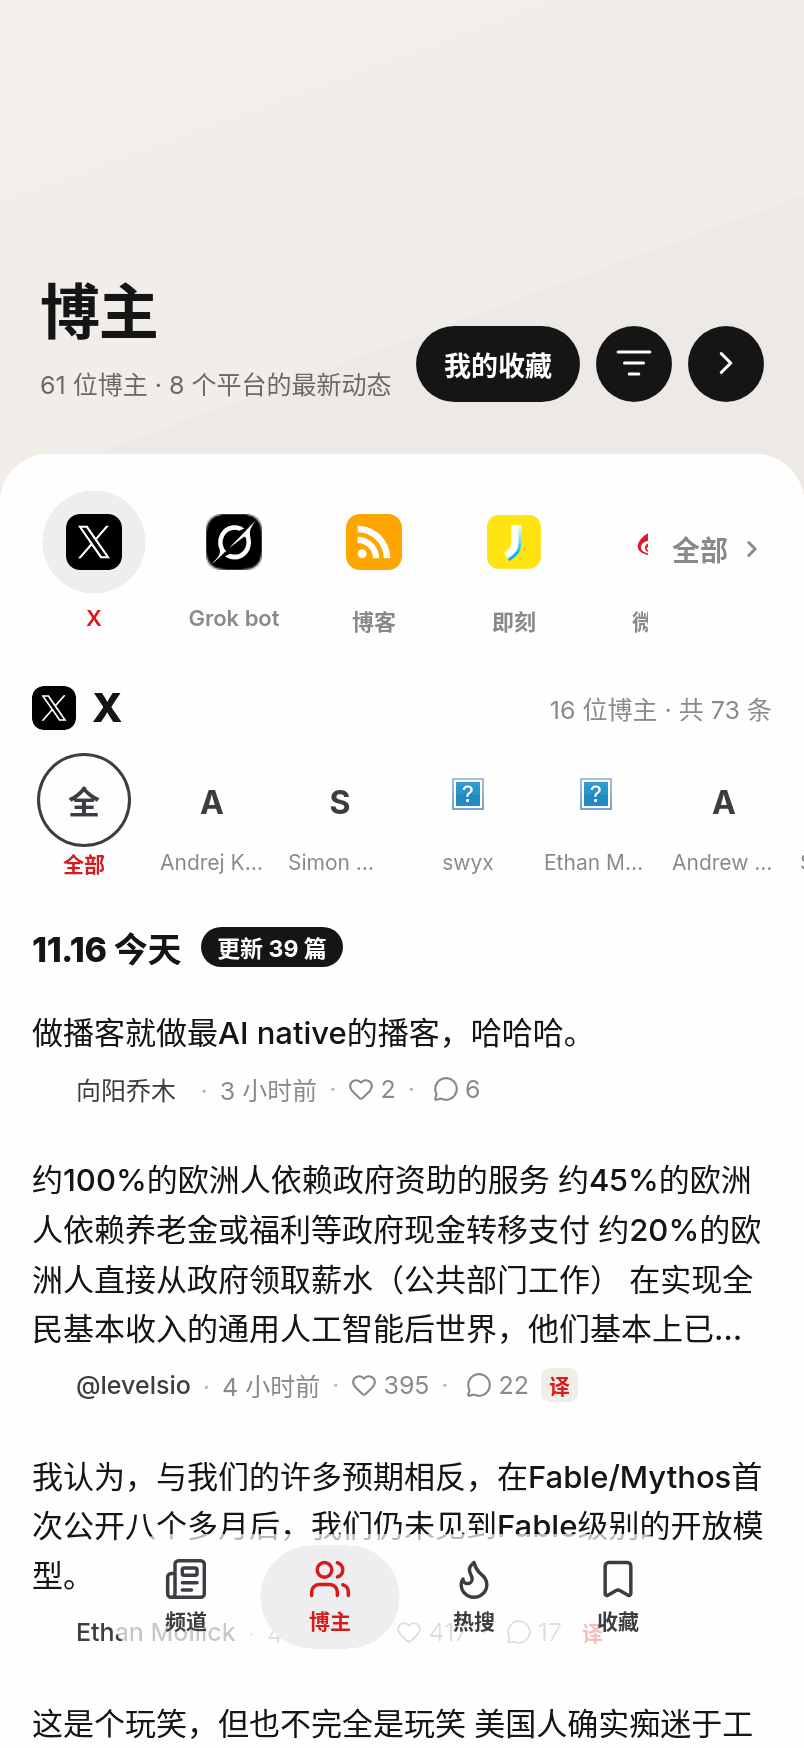 博主
61 位博主 · 8 个平台的最新动态
我的收藏
X
Grok bot
博客
即刻
微
全部
X
16 位博主 · 共 73 条
全
A
S
A
全部
Andrej K...
Simon ...
swyx
Ethan M...
Andrew ...
11.16 今天
更新 39 篇
做播客就做最AI native的播客，哈哈哈。
向阳乔木 · 3 小时前 · 2 · 6
约100%的欧洲人依赖政府资助的服务 约45%的欧洲
人依赖养老金或福利等政府现金转移支付 约20%的欧
洲人直接从政府领取薪水（公共部门工作） 在实现全
民基本收入的通用人工智能后世界，他们基本上已...
@levelsio · 4 小时前 · 395 · 22 译
我认为，与我们的许多预期相反，在Fable/Mythos首
次公开八个多月后，我们仍未见到Fable级别的开放模
型。
Ethan Mollick · 4 417 17 译
频道
博主
热搜
收藏
这是个玩笑，但也不完全是玩笑 美国人确实痴迷于工